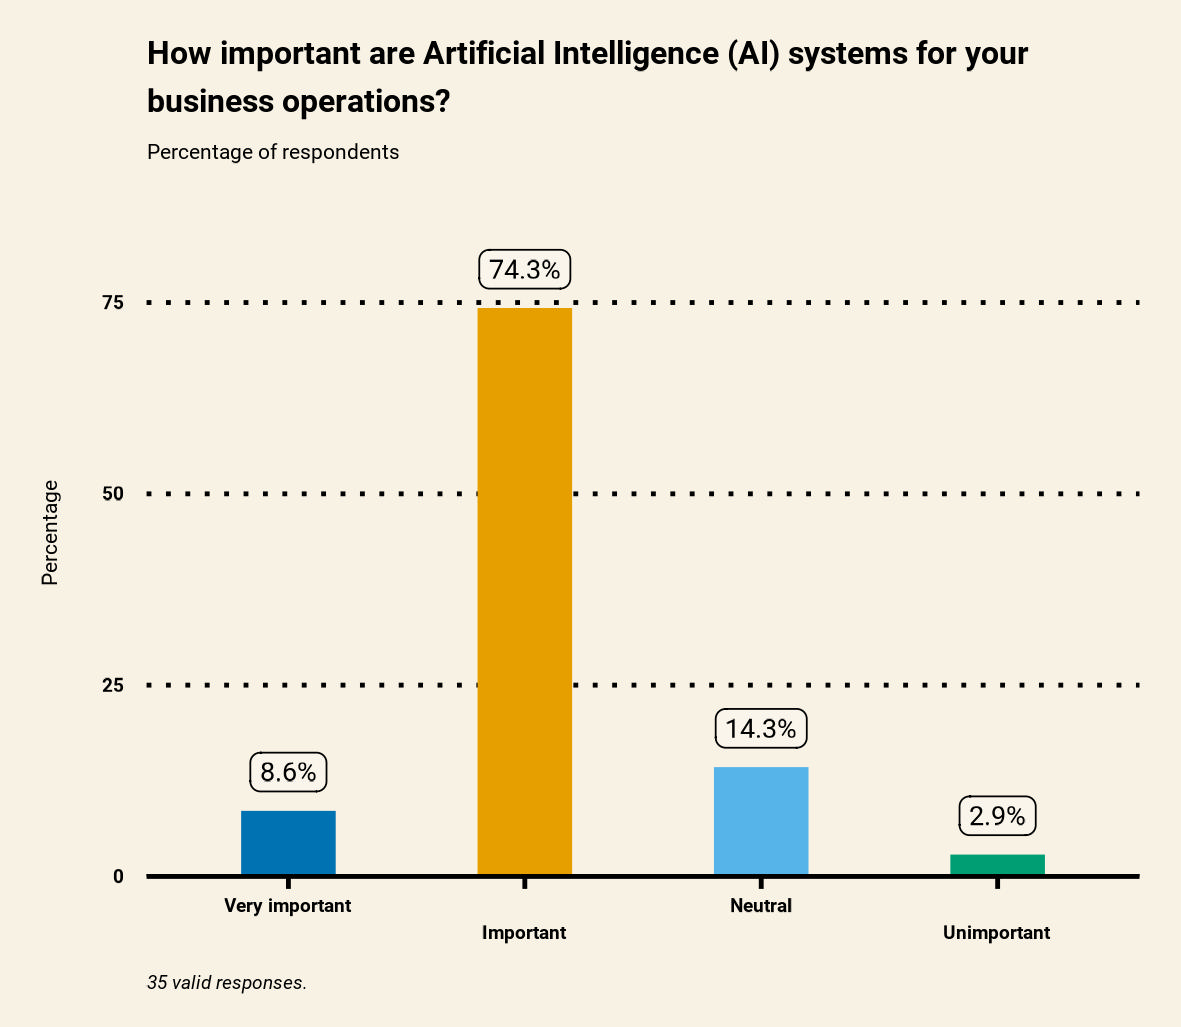 How important are Artificial Intelligence (AI) systems for your
business operations?
Percentage of respondents
74.3%
75
50
Percentage
25
14.3%
8.6%
2.9%
0
Very important
Neutral
Important
Unimportant
35 valid responses.